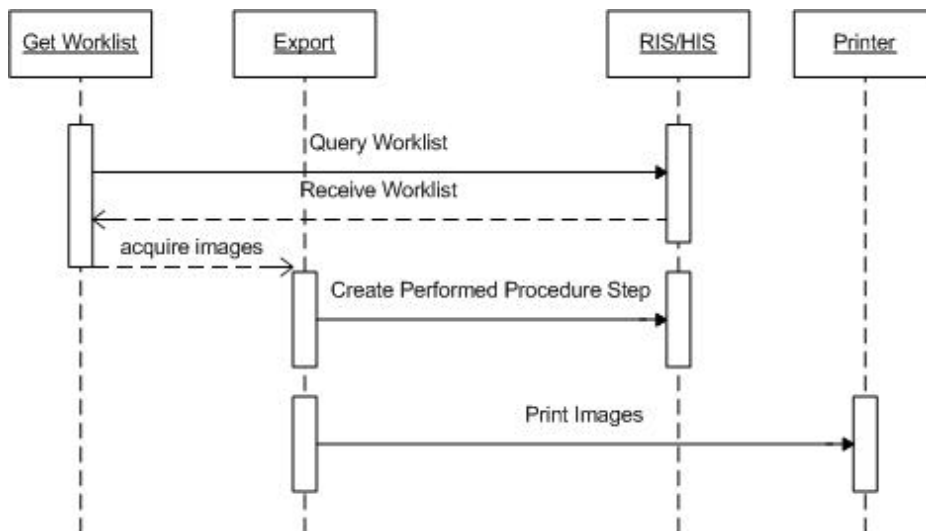 Get Worklist
Export
RIS/HIS
Printer
Query Worklist
Receive Worklist
acquire images
Create Performed Procedure Step
Print Images